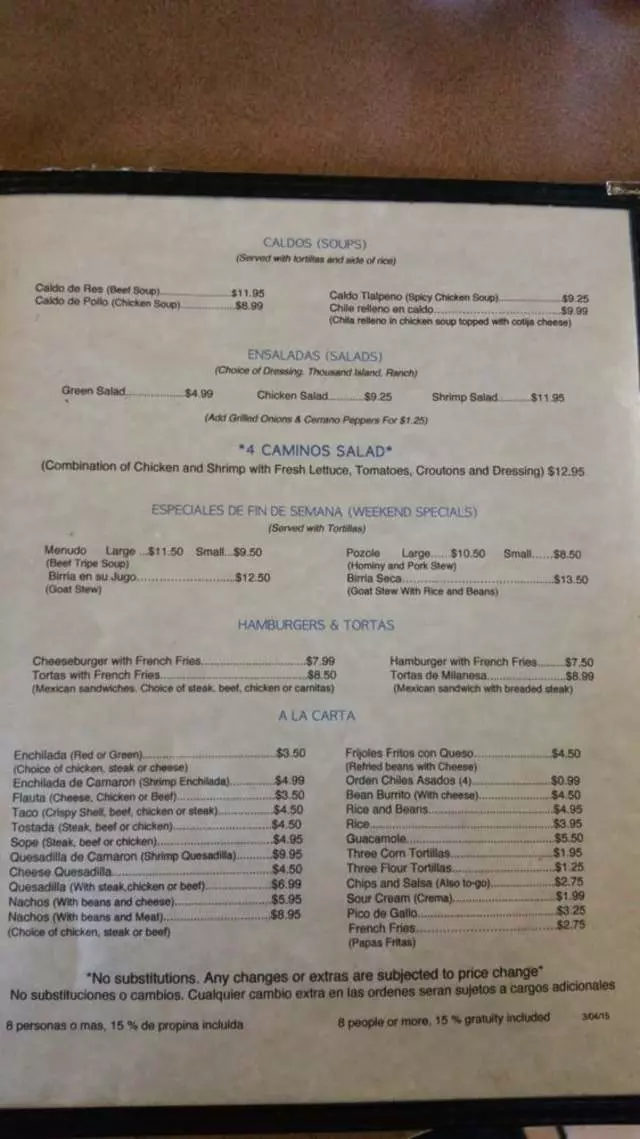 CALDOS (SOUPS)
(Served with tortillas and side of rice)
Caldo de Res (Beef Soup)....................$11.95
Caldo de Pollo (Chicken Soup)................$8.99
Caldo Tlalpeno (Spicy Chicken Soup)..................$9.25
Chile relleno en caldo....................................$9.99
(Chila relleno in chicken soup topped with cotija cheese)
ENSALADAS (SALADS)
(Choice of Dressing, Thousand Island, Ranch)
Green Salad.................$4.99
Chicken Salad..........$9.25
Shrimp Salad..........$11.95
(Add Grilled Onions & Cerrano Peppers For $1.25)
*4 CAMINOS SALAD*
(Combination of Chicken and Shrimp with Fresh Lettuce, Tomatoes, Croutons and Dressing) $12.95
ESPECIALES DE FIN DE SEMANA (WEEKEND SPECIALS)
(Served with Tortillas)
Menudo Large ...$11.50 Small...$9.50
(Beef Tripe Soup)
Birria en su Jugo...........................$12.50
(Goat Stew)
Pozole Large......$10.50 Small......$8.50
(Hominy and Pork Stew)
Birria Seca.................................................$13.50
(Goat Stew With Rice and Beans)
HAMBURGERS & TORTAS
Cheeseburger with French Fries.............................$7.99
Tortas with French Fries.........................................$8.50
(Mexican sandwiches, Choice of steak, beef, chicken or carnitas)
Hamburger with French Fries........$7.50
Tortas de Milanesa......................$8.99
(Mexican sandwich with breaded steak)
A LA CARTA
Enchilada (Red or Green)......................................$3.50
(Choice of chicken, steak or cheese)
Enchilada de Camaron (Shrimp Enchilada)............$4.99
Flauta (Cheese, Chicken or Beef)...........................$3.50
Taco (Crispy Shell, beef, chicken or steak)...............$4.50
Tostada (Steak, beef or chicken)............................$4.50
Sope (Steak, beef or chicken)................................$4.95
Quesadilla de Camaron (Shrimp Quesadilla).........$9.95
Cheese Quesadilla.............................................$4.50
Quesadilla (With steak,chicken or beef).................$6.99
Nachos (With beans and cheese)..........................$5.95
Nachos (With beans and Meat).............................$8.95
(Choice of chicken, steak or beef)
Frijoles Fritos con Queso......................$4.50
(Refried beans with Cheese)
Orden Chiles Asados (4)......................$0.99
Bean Burrito (With cheese)....................$4.50
Rice and Beans...................................$4.95
Rice....................................................$3.95
Guacamole..........................................$5.50
Three Corn Tortillas.............................$1.95
Three Flour Tortillas.............................$1.25
Chips and Salsa (Also to-go).................$2.75
Sour Cream (Crema)............................$1.99
Pico de Gallo.......................................$3.25
French Fries........................................$2.75
(Papas Fritas)
*No substitutions. Any changes or extras are subjected to price change*
No substituciones o cambios. Cualquier cambio extra en las ordenes seran sujetos a cargos adicionales
8 personas o mas, 15 % de propina incluida
8 people or more, 15 % gratuity included
3/04/15